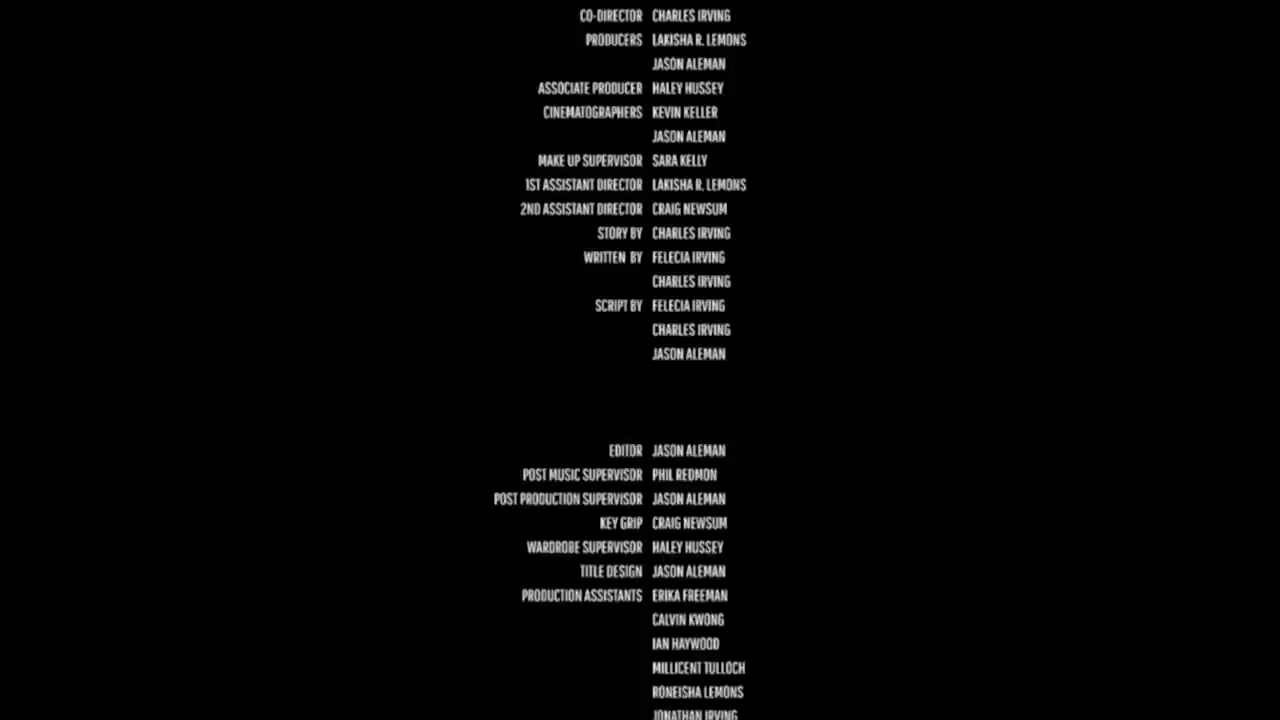 CO-DIRECTOR CHARLES IRVING
PRODUCERS LAKISHA R. LEMONS
JASON ALEMAN
ASSOCIATE PRODUCER HALEY HUSSEY
CINEMATOGRAPHERS KEVIN KELLER
JASON ALEMAN
MAKE UP SUPERVISOR SARA KELLY
1ST ASSISTANT DIRECTOR LAKISHA R. LEMONS
2ND ASSISTANT DIRECTOR CRAIG NEWSUM
STORY BY CHARLES IRVING
WRITTEN BY FELECIA IRVING
CHARLES IRVING
SCRIPT BY FELECIA IRVING
CHARLES IRVING
JASON ALEMAN
EDITOR JASON ALEMAN
POST MUSIC SUPERVISOR PHIL REDMON
POST PRODUCTION SUPERVISOR JASON ALEMAN
KEY GRIP CRAIG NEWSUM
WARDROBE SUPERVISOR HALEY HUSSEY
TITLE DESIGN JASON ALEMAN
PRODUCTION ASSISTANTS ERIKA FREEMAN
CALVIN KWONG
IAN HAYWOOD
MILLICENT TULLOCH
RONEISHA LEMONS
JONATHAN IRVING